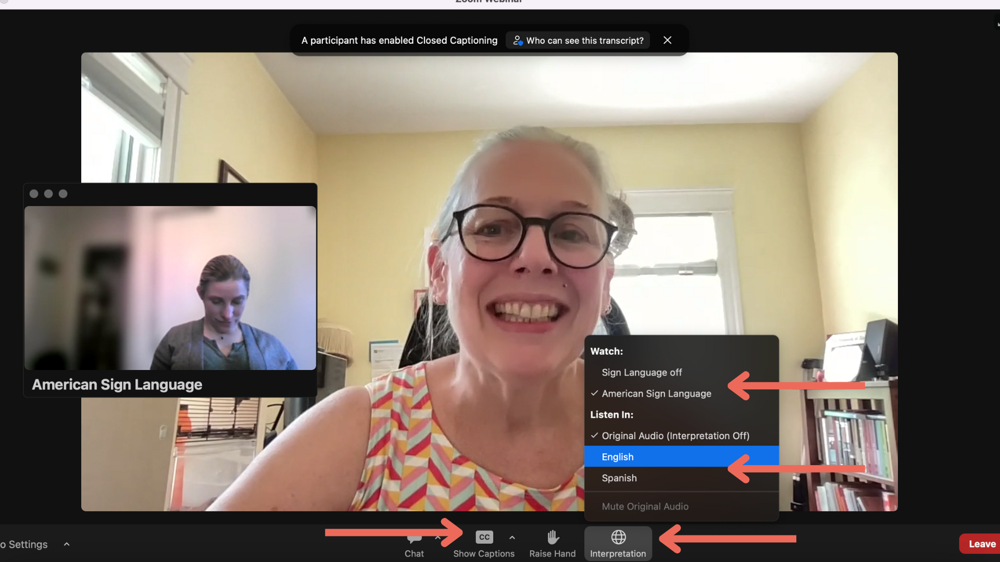 Zoom Webinar
A participant has enabled Closed Captioning
Who can see this transcript?
American Sign Language
Watch:
Sign Language off
✓ American Sign Language
Listen In:
✓ Original Audio (Interpretation Off)
English
Spanish
Mute Original Audio
o Settings
Chat
CC
Show Captions
Raise Hand
Interpretation
Leave